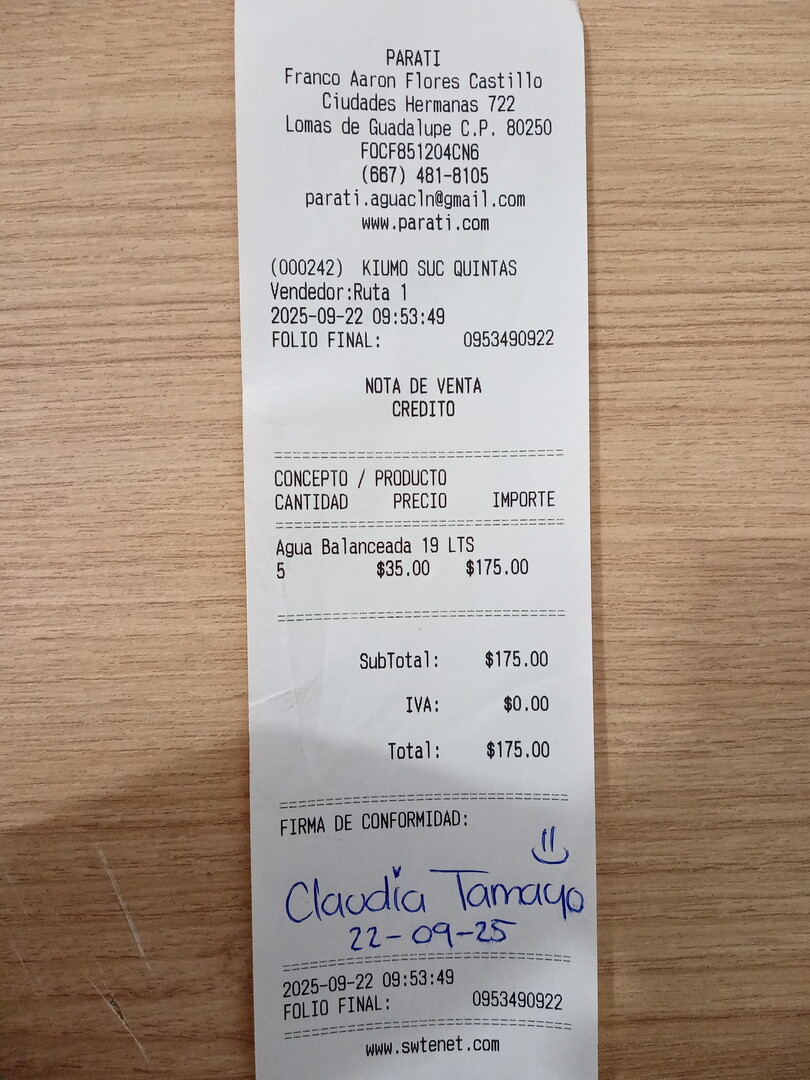 PARATI
Franco Aaron Flores Castillo
Ciudades Hermanas 722
Lomas de Guadalupe C.P. 80250
FOCF851204CN6
(667) 481-8105
parati.aguacln@gmail.com
www.parati.com
(000242) KIUMO SUC QUINTAS
Vendedor:Ruta 1
2025-09-22 09:53:49
FOLIO FINAL: 0953490922
NOTA DE VENTA
CREDITO
CONCEPTO / PRODUCTO
CANTIDAD PRECIO IMPORTE
Agua Balanceada 19 LTS
5 $35.00 $175.00
SubTotal: $175.00
IVA: $0.00
Total: $175.00
FIRMA DE CONFORMIDAD:
Claudia Tamayo
22-09-25
2025-09-22 09:53:49
FOLIO FINAL: 0953490922
www.swtenet.com